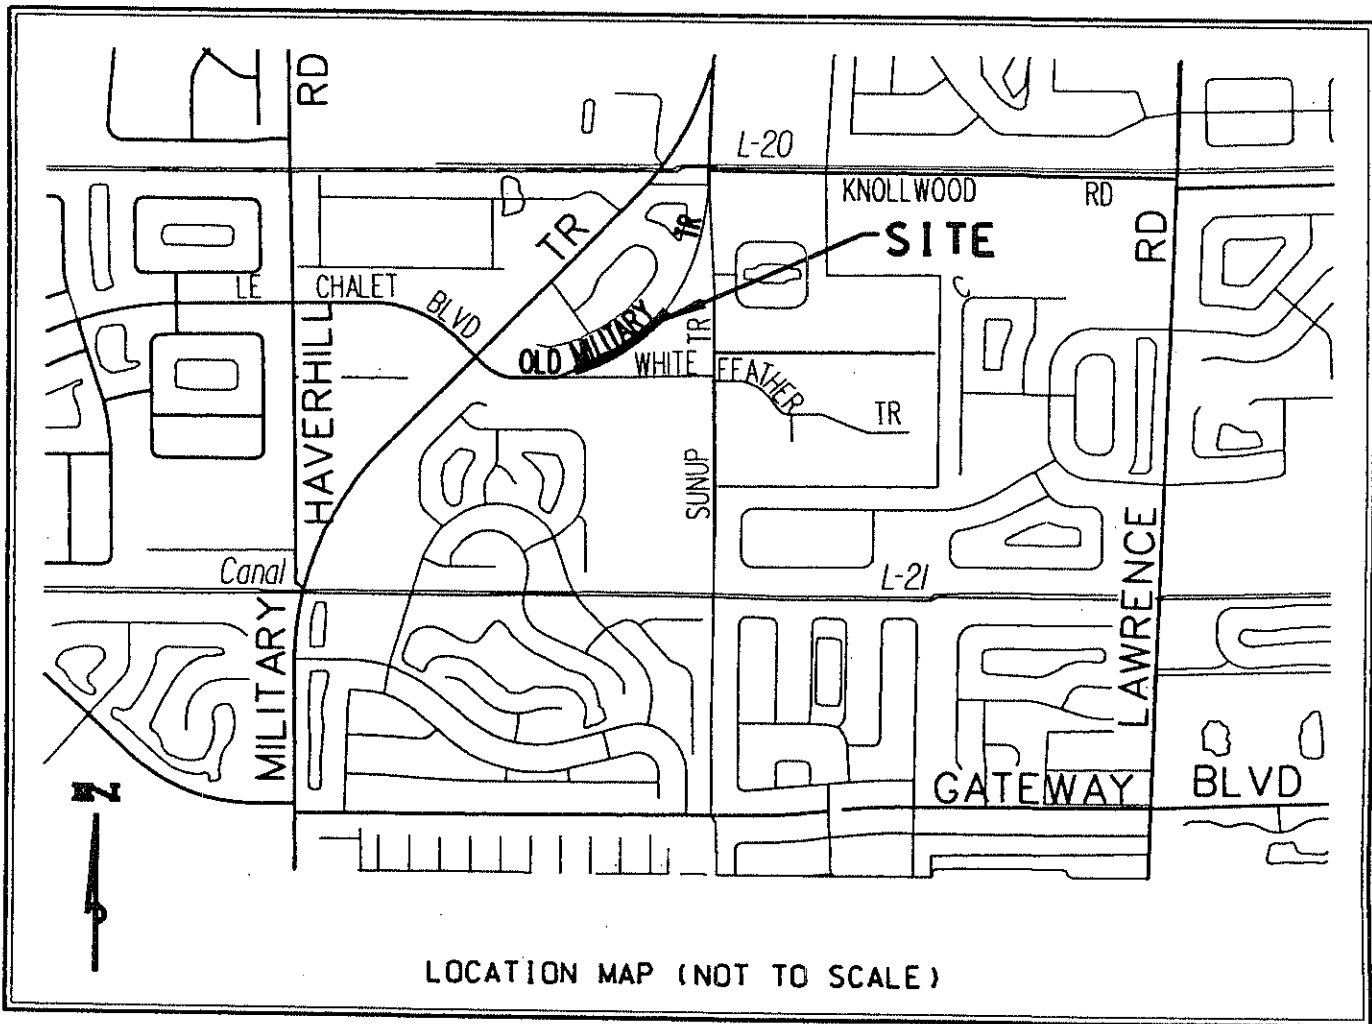 RD
L-20
KNOLLWOOD RD
TR
TR
SITE
RD
LE CHALET BLVD
HAVERHILL
OLD MILITARY
TR
WHITE FEATHER TR
SUNUP
Canal
L-21
LAWRENCE
MILITARY
GATEWAY BLVD
N
LOCATION MAP (NOT TO SCALE)